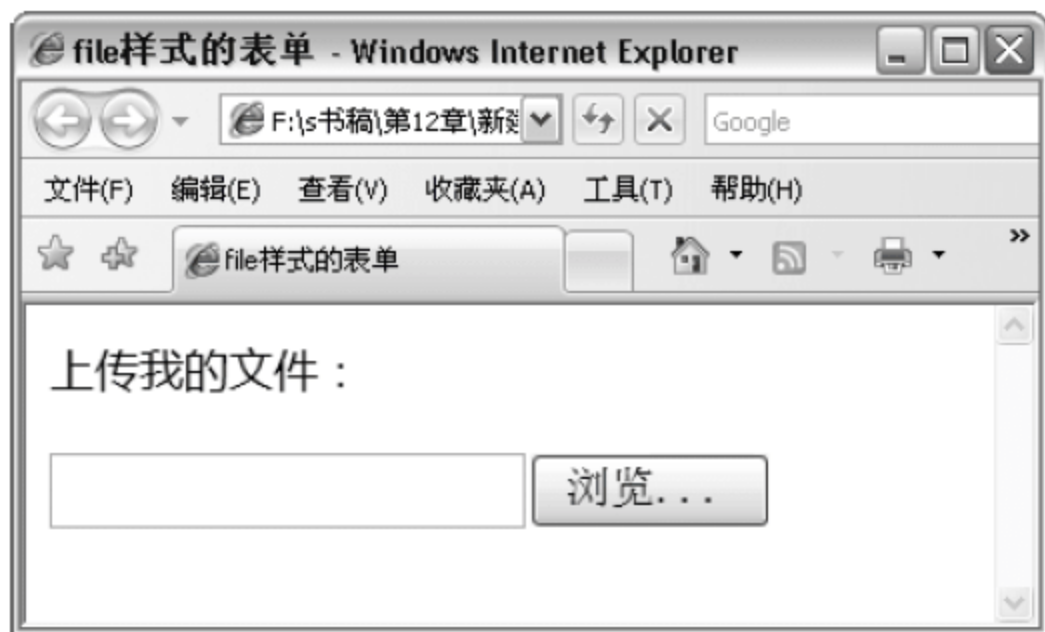 file样式的表单 - Windows Internet Explorer
F:\s书稿\第12章\新建
Google
文件(F) 编辑(E) 查看(V) 收藏夹(A) 工具(T) 帮助(H)
file样式的表单
上传我的文件：
浏览...